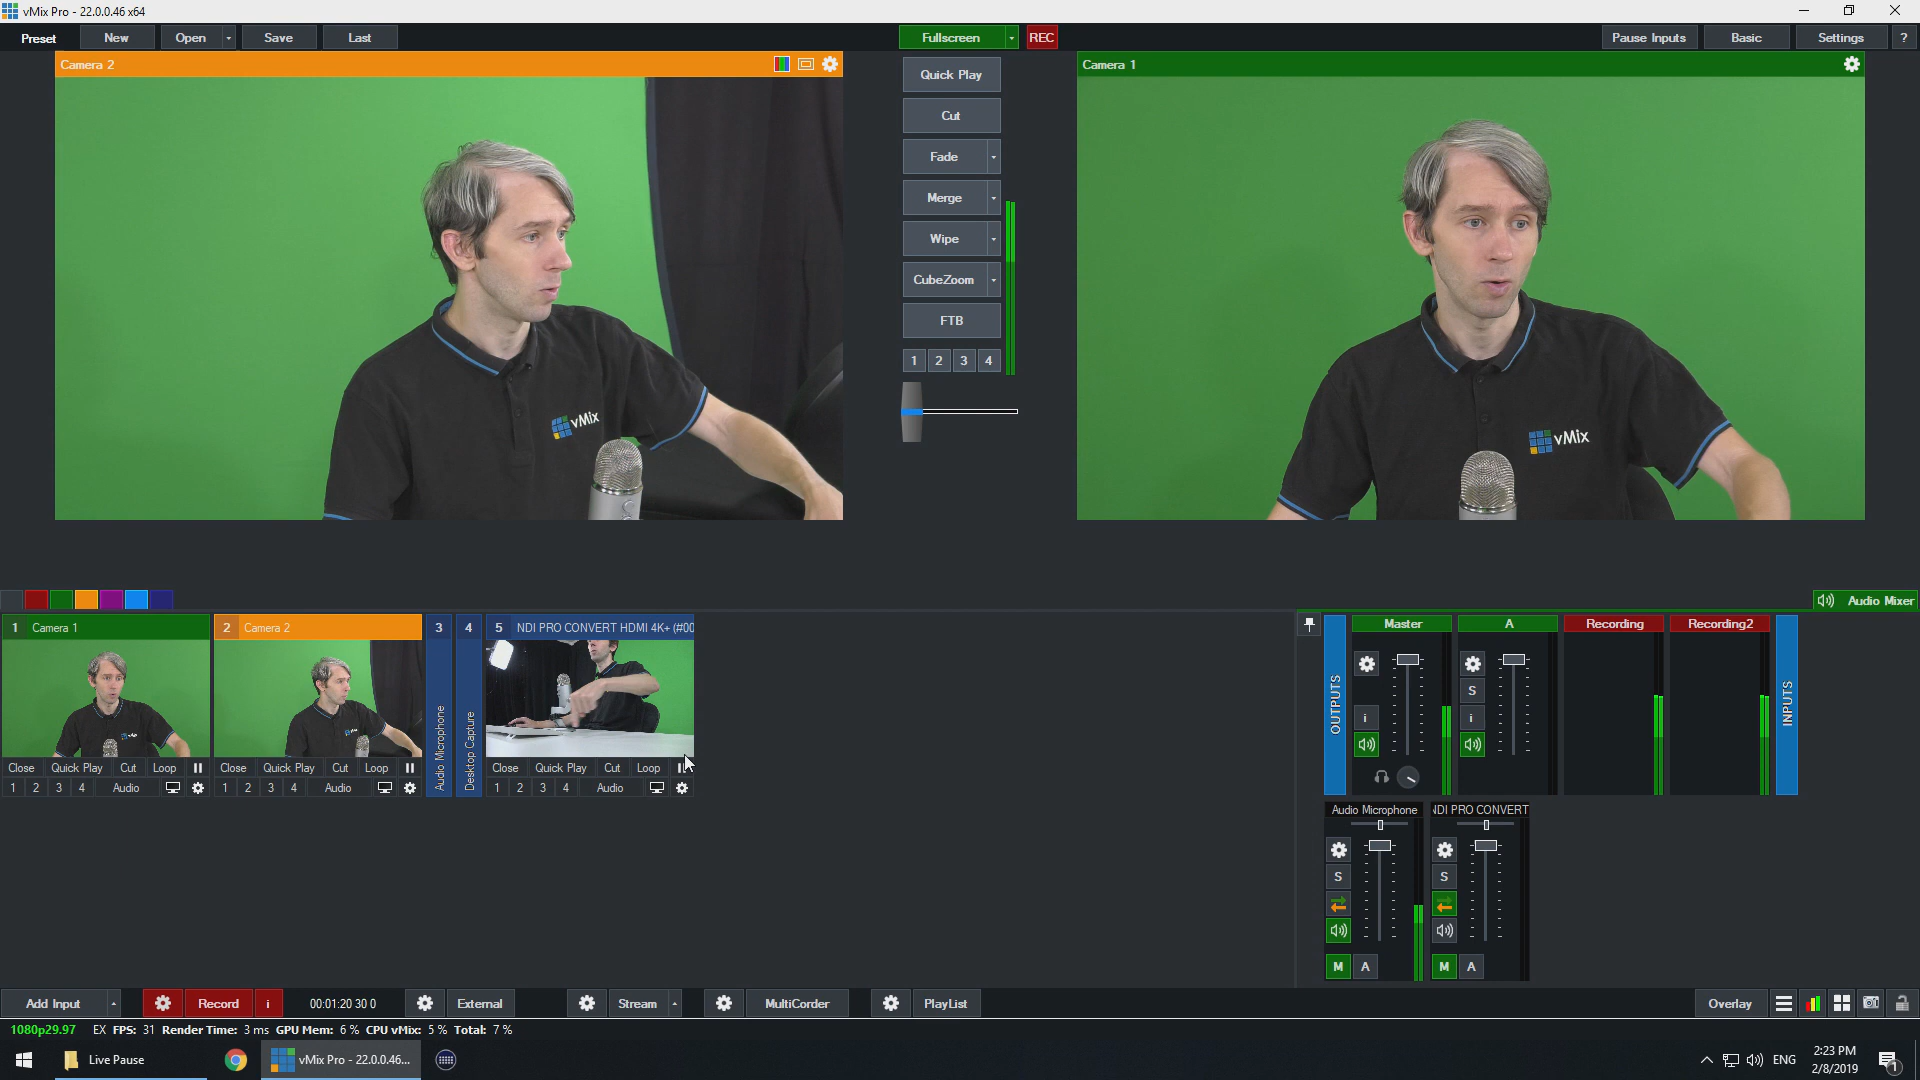 vMix Pro - 22.0.0.46 x64
Preset New Open Save Last Fullscreen REC Pause Inputs Basic Settings ?
Camera 2
Camera 1
Quick Play
Cut
Fade
Merge
Wipe
CubeZoom
FTB
1 2 3 4
vMix
vMix
Audio Mixer
1 Camera 1
2 Camera 2
3 Audio Microphone
4 Desktop Capture
5 NDI PRO CONVERT HDMI 4K+ (#00
Close Quick Play Cut Loop
1 2 3 4 Audio
Close Quick Play Cut Loop
1 2 3 4 Audio
Close Quick Play Cut Loop
1 2 3 4 Audio
OUTPUTS
Master
i
A
S
i
Recording
Recording2
INPUTS
Audio Microphone
S
M A
NDI PRO CONVERT
S
M A
Add Input Record i 00:01:20 30 0 External Stream MultiCorder PlayList Overlay
1080p29.97 EX FPS: 31 Render Time: 3 ms GPU Mem: 6 % CPU vMix: 5 % Total: 7 %
Live Pause
vMix Pro - 22.0.0.46...
ENG
2:23 PM
2/8/2019
1